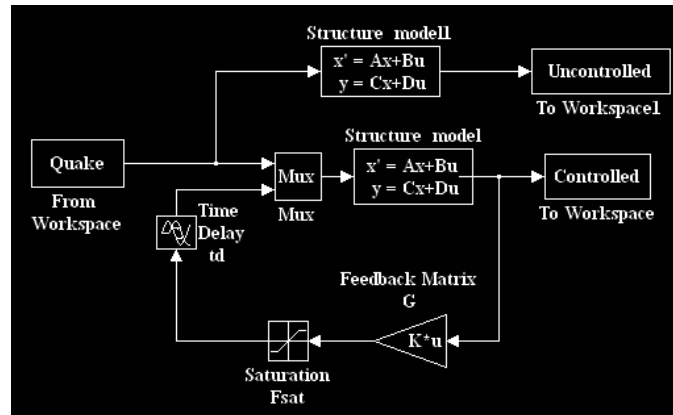 Structure model1
x' = Ax+Bu
y = Cx+Du
Uncontrolled
To Workspace1
Quake
From
Workspace
Mux
Mux
Structure model
x' = Ax+Bu
y = Cx+Du
Controlled
To Workspace
Time
Delay
td
Feedback Matrix
G
K*u
Saturation
Fsat